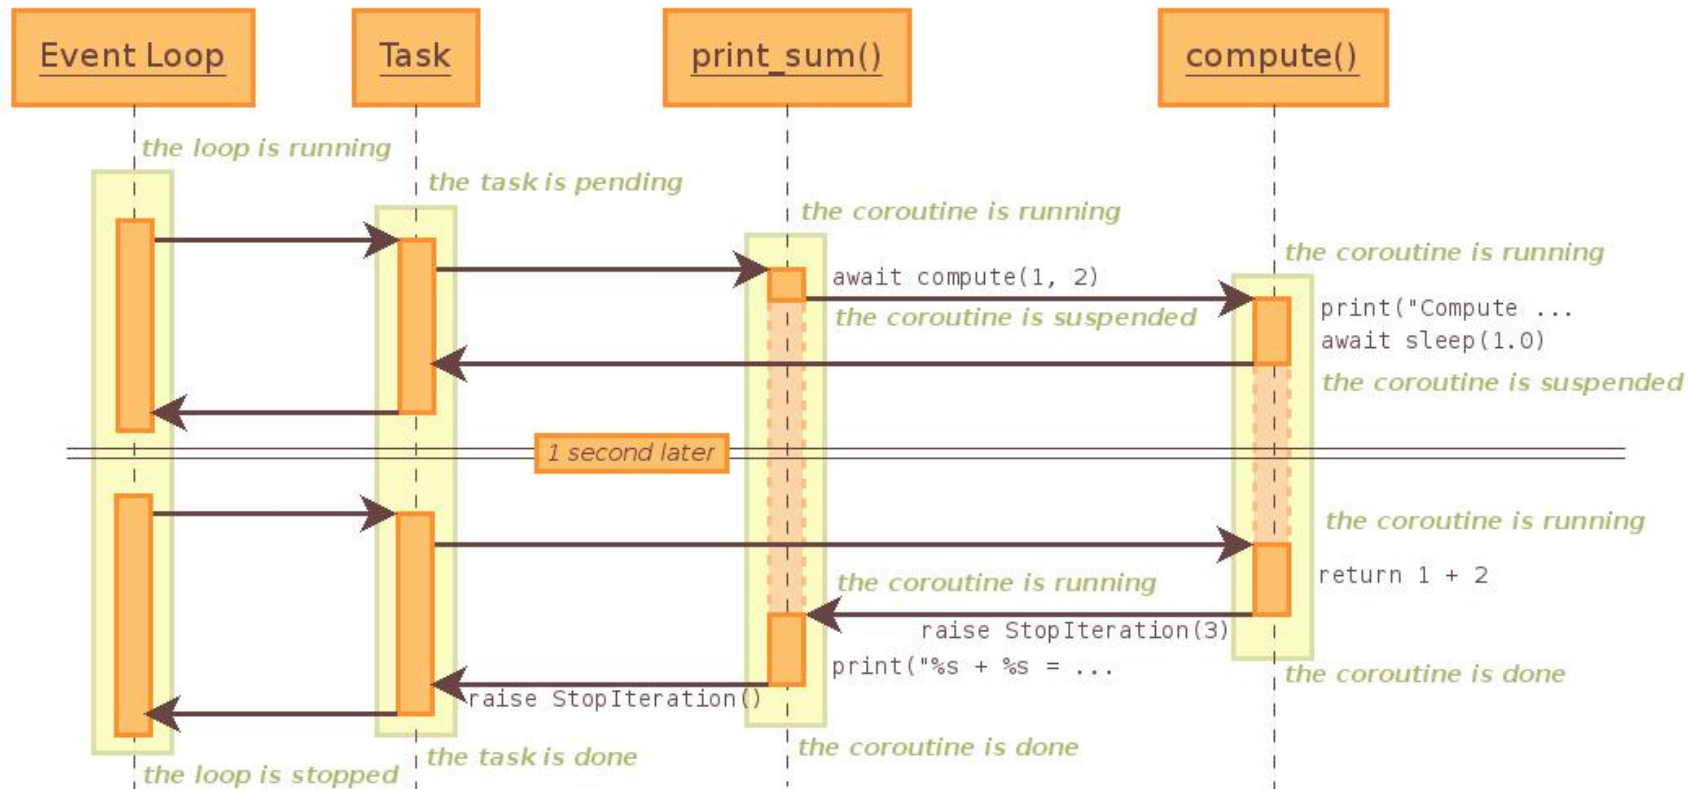 Event Loop
Task
print_sum()
compute()
the loop is running
the task is pending
the coroutine is running
the coroutine is running
await compute(1, 2)
print("Compute ...
the coroutine is suspended
await sleep(1.0)
the coroutine is suspended
1 second later
the coroutine is running
return 1 + 2
the coroutine is running
raise StopIteration(3)
print("%s + %s = ...
the coroutine is done
raise StopIteration()
the coroutine is done
the task is done
the loop is stopped